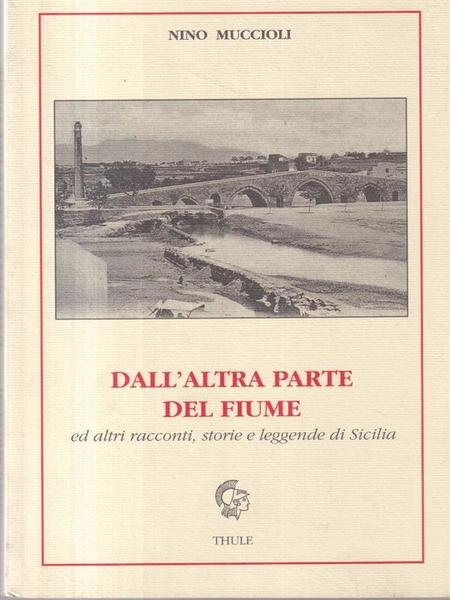 NINO MUCCIOLI
DALL'ALTRA PARTE
DEL FIUME
ed altri racconti, storie e leggende di Sicilia
THULE